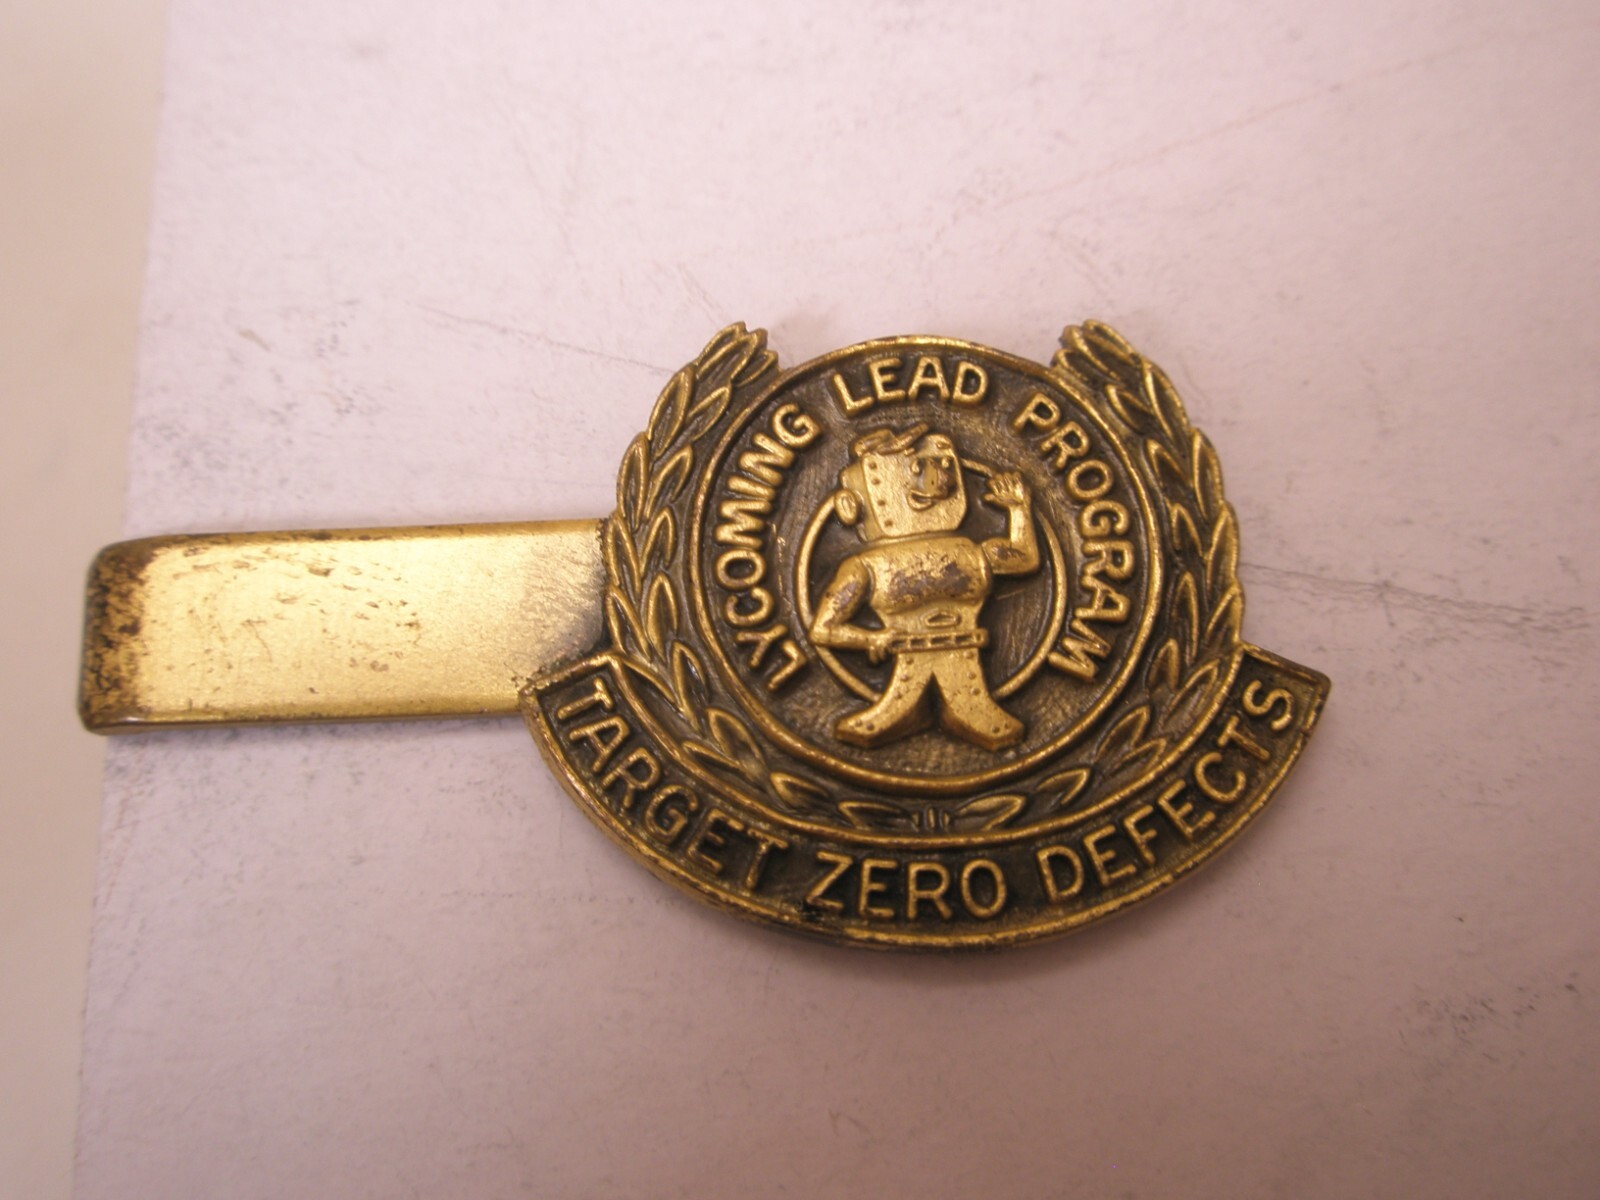 LYCOMING LEAD PROGRAM
TARGET ZERO DEFECTS